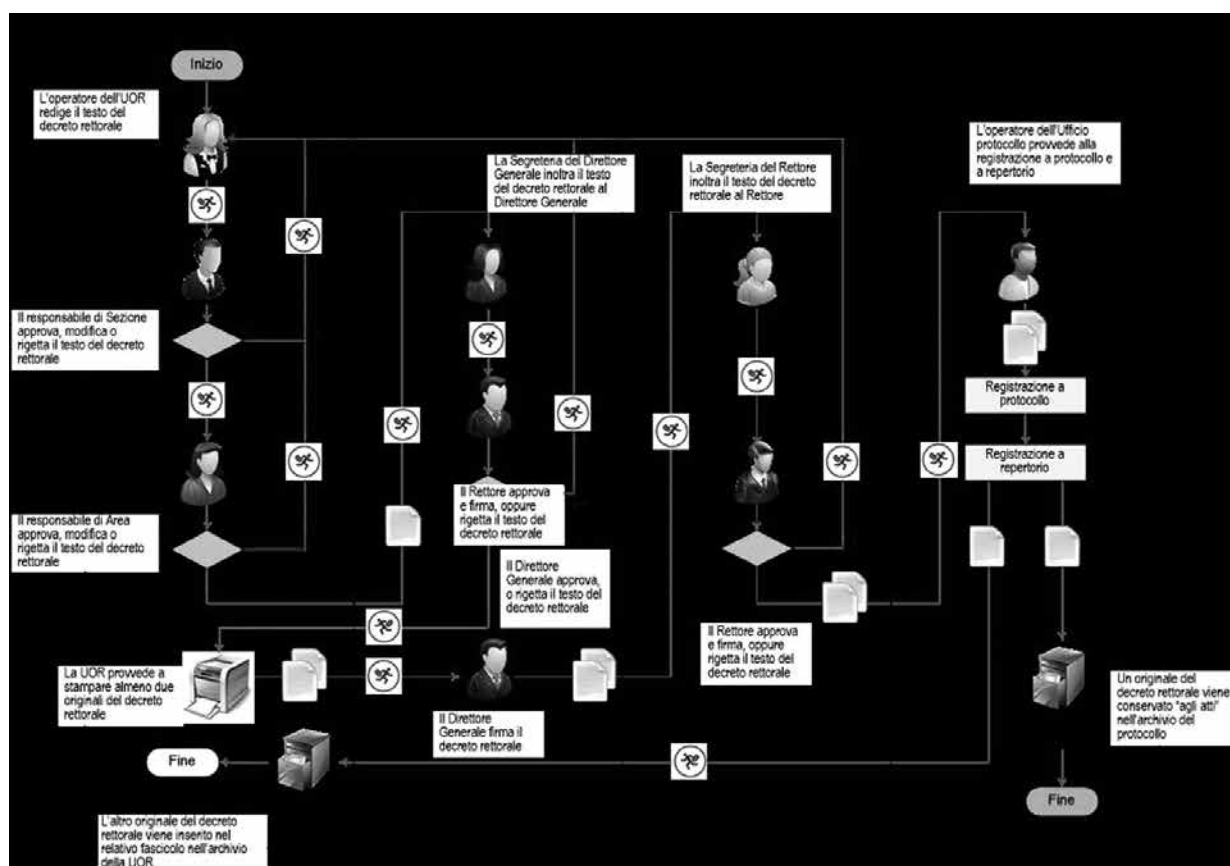 Inizio
L'operatore dell'UOR
redige il testo del
decreto rettorale
La Segreteria del Direttore
Generale inoltra il testo
del decreto rettorale al
Direttore Generale
La Segreteria del Rettore
inoltra il testo del decreto
rettorale al Rettore
L'operatore dell'Ufficio
protocollo provvede alla
registrazione a protocollo e
a repertorio
Il responsabile di Sezione
approva, modifica o
rigetta il testo del decreto
rettorale
Registrazione a
protocollo
Registrazione a
repertorio
Il responsabile di Area
approva, modifica o
rigetta il testo del decreto
rettorale
Il Rettore approva
e firma, oppure
rigetta il testo del
decreto rettorale
Il Direttore
Generale approva,
o rigetta il testo del
decreto rettorale
Il Rettore approva
e firma, oppure
rigetta il testo del
decreto rettorale
La UOR provvede a
stampare almeno due
originali del decreto
rettorale
Il Direttore
Generale firma il
decreto rettorale
Un originale del
decreto rettorale viene
conservato "agli atti"
nell'archivio del
protocollo
Fine
Fine
L'altro originale del decreto
rettorale viene inserito nel
relativo fascicolo nell'archivio
della UOR